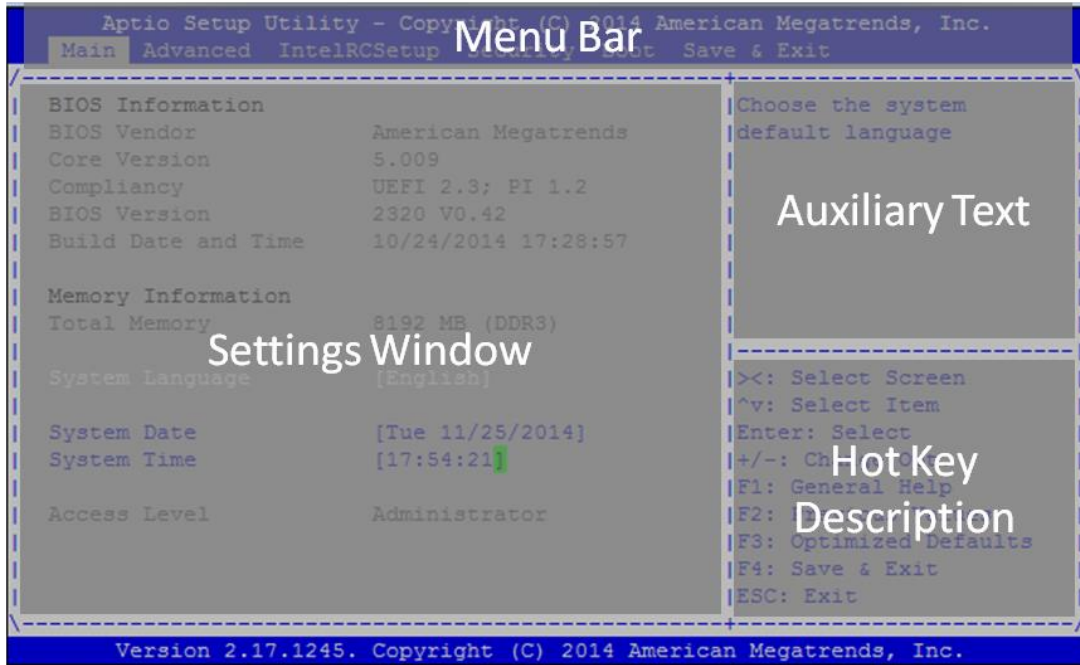 Aptio Setup Utility - Copyright (C) 2014 American Megatrends, Inc.
Main Advanced IntelRCSetup Security Boot Save & Exit
Menu Bar
BIOS Information
BIOS Vendor American Megatrends
Core Version 5.009
Compliancy UEFI 2.3; PI 1.2
BIOS Version 2320 V0.42
Build Date and Time 10/24/2014 17:28:57
Memory Information
Total Memory 8192 MB (DDR3)
Settings Window
System Language [English]
System Date [Tue 11/25/2014]
System Time [17:54:21]
Access Level Administrator
Choose the system
default language
Auxiliary Text
><: Select Screen
^v: Select Item
Enter: Select
+/-:
Hot Key
F1: General Help
F2:
Description
F3: Optimized Defaults
F4: Save & Exit
ESC: Exit
Version 2.17.1245. Copyright (C) 2014 American Megatrends, Inc.